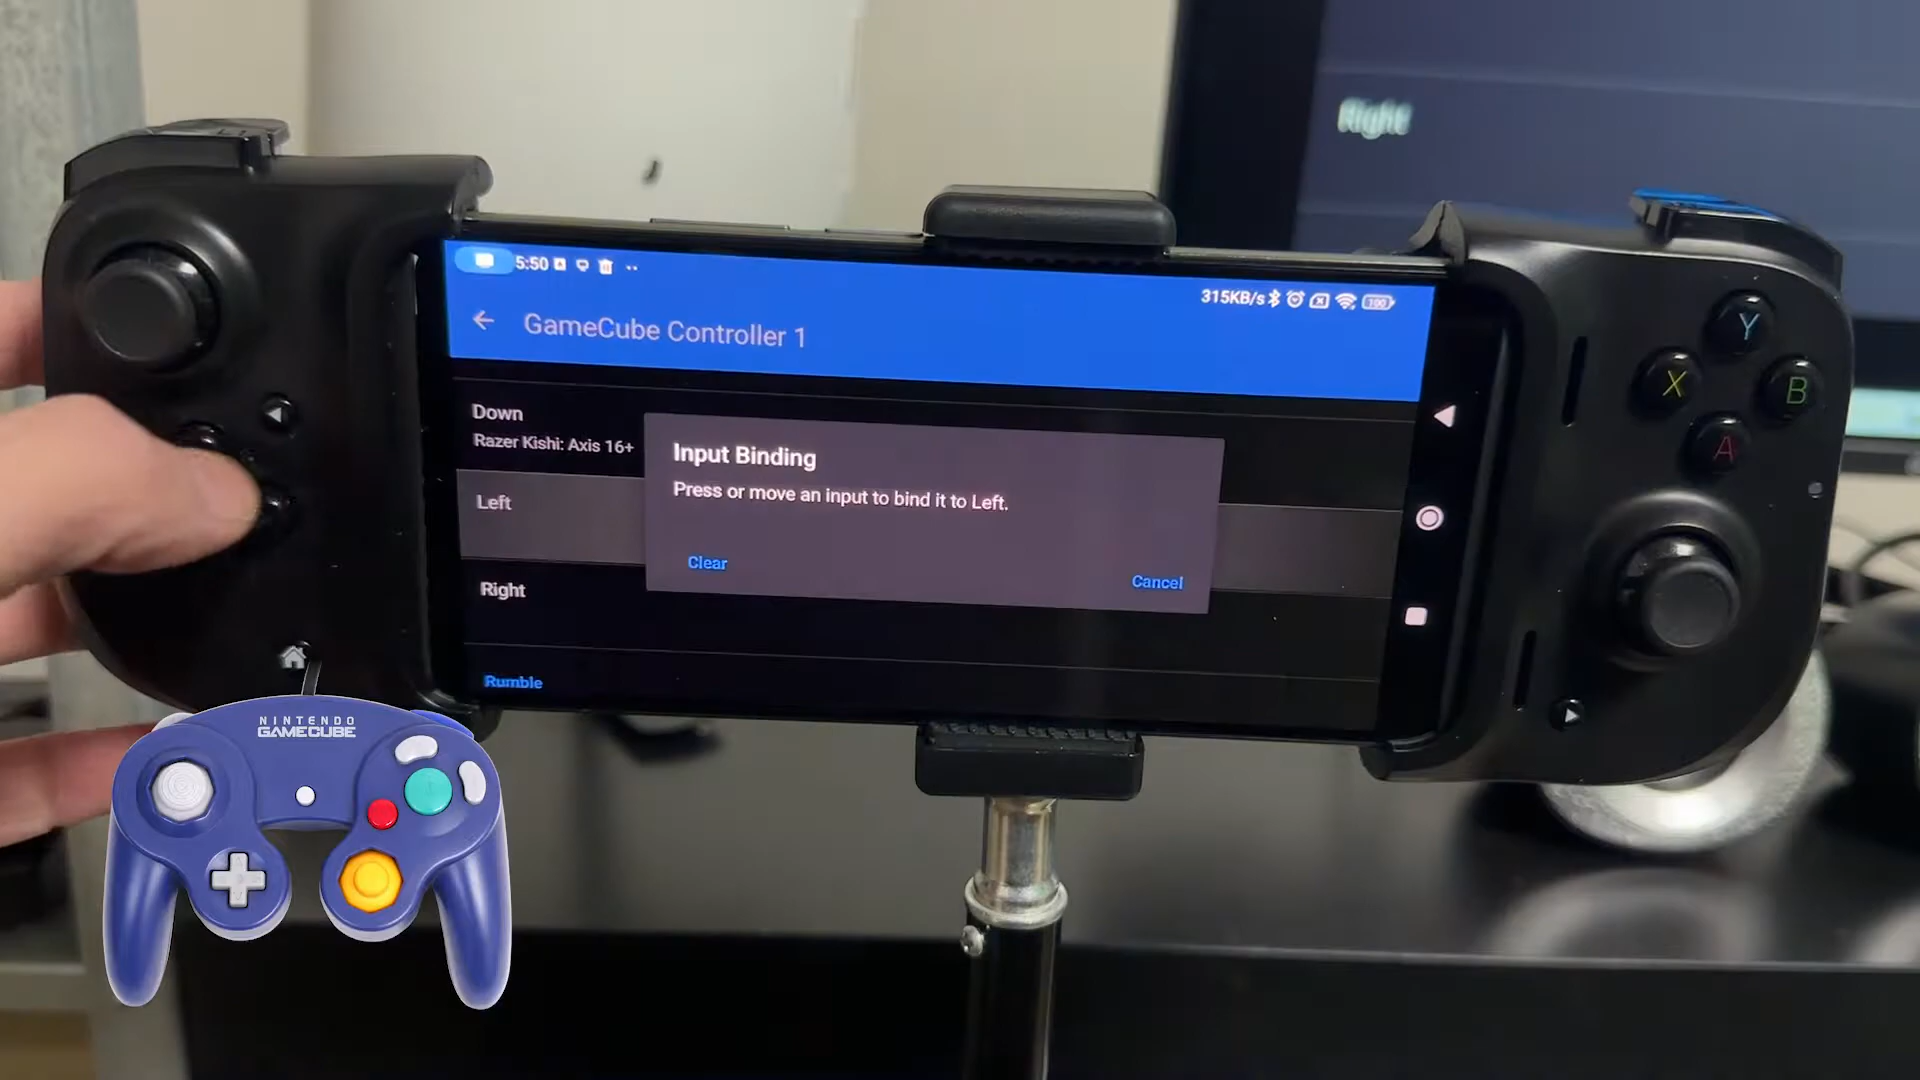 Right
5:50
315KB/s
100
GameCube Controller 1
Down
Razer Kishi: Axis 16+
Input Binding
Press or move an input to bind it to Left.
Clear
Cancel
Left
Right
Rumble
Y
X
B
A
NINTENDO
GAMECUBE